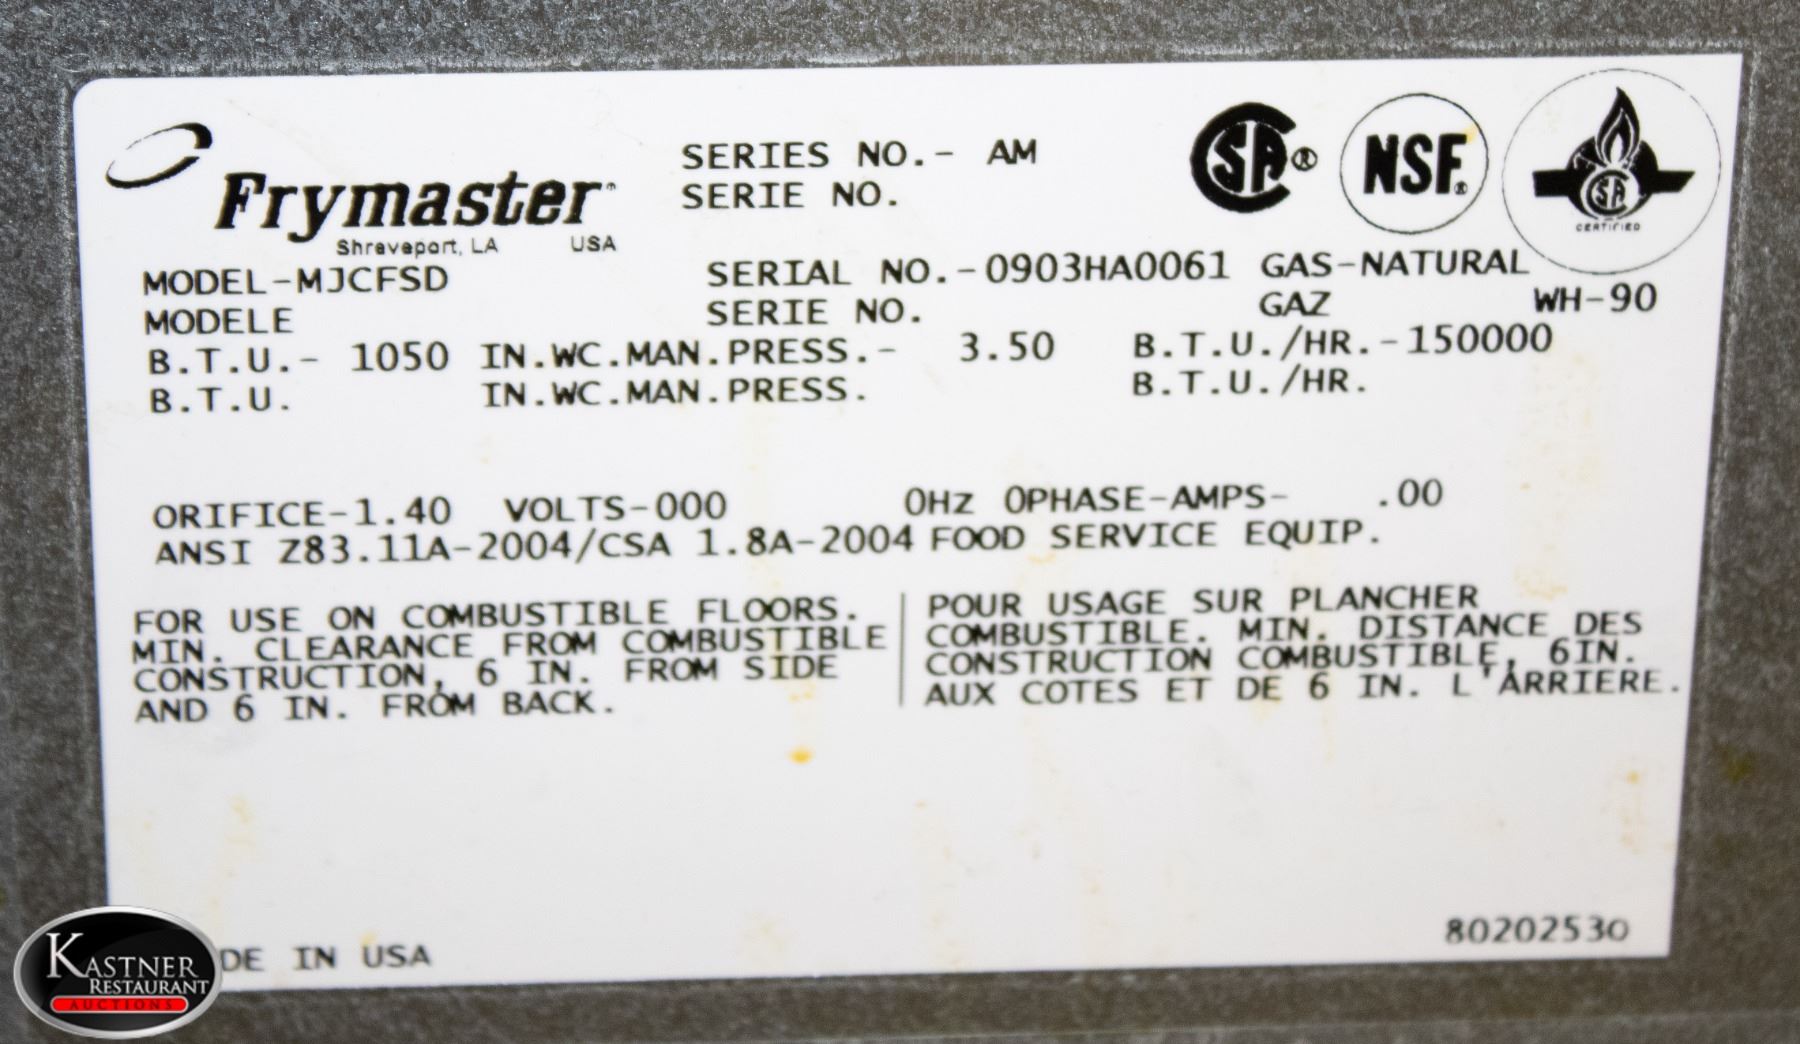 Frymaster
Shreveport, LA USA
SERIES NO.- AM
SERIE NO.
CSA ®
NSF®
CSA
CERTIFIED
MODEL-MJCFSD SERIAL NO.-0903HA0061 GAS-NATURAL
MODELE SERIE NO. GAZ WH-90
B.T.U.- 1050 IN.WC.MAN.PRESS.- 3.50 B.T.U./HR.-150000
B.T.U. IN.WC.MAN.PRESS. B.T.U./HR.
ORIFICE-1.40 VOLTS-000 0Hz 0PHASE-AMPS- .00
ANSI Z83.11A-2004/CSA 1.8A-2004 FOOD SERVICE EQUIP.
FOR USE ON COMBUSTIBLE FLOORS.
MIN. CLEARANCE FROM COMBUSTIBLE
CONSTRUCTION, 6 IN. FROM SIDE
AND 6 IN. FROM BACK.
POUR USAGE SUR PLANCHER
COMBUSTIBLE. MIN. DISTANCE DES
CONSTRUCTION COMBUSTIBLE, 6IN.
AUX COTES ET DE 6 IN. L'ARRIERE.
80202530
DE IN USA
KASTNER
RESTAURANT
AUCTIONS